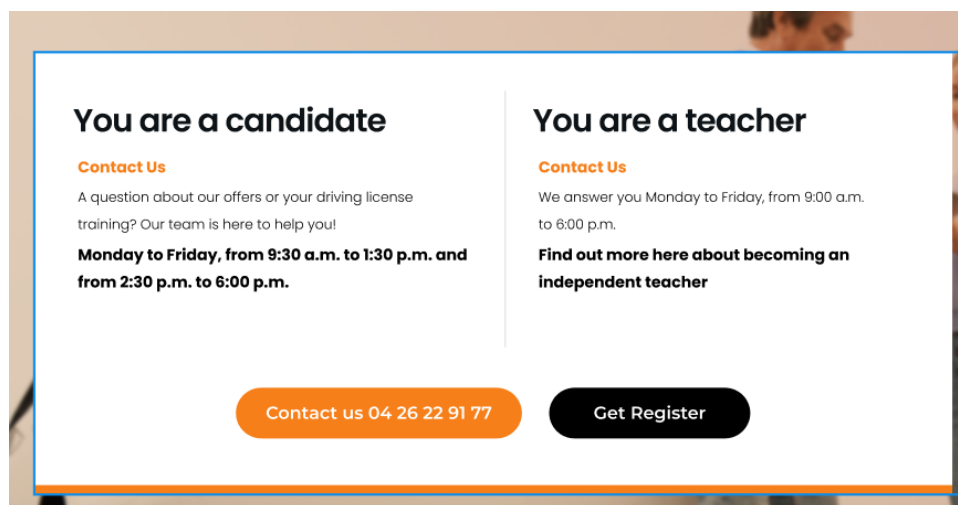 You are a candidate
Contact Us
A question about our offers or your driving license
training? Our team is here to help you!
Monday to Friday, from 9:30 a.m. to 1:30 p.m. and
from 2:30 p.m. to 6:00 p.m.
You are a teacher
Contact Us
We answer you Monday to Friday, from 9:00 a.m.
to 6:00 p.m.
Find out more here about becoming an
independent teacher
Contact us 04 26 22 91 77
Get Register